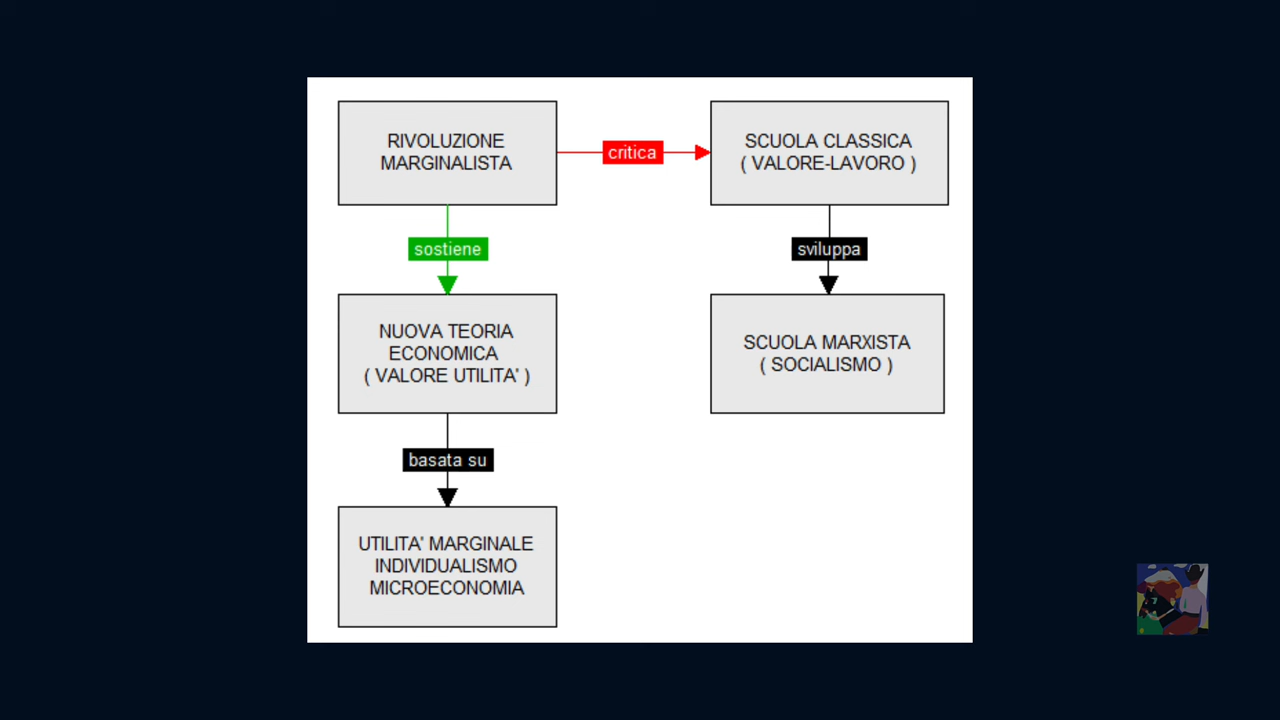 RIVOLUZIONE
MARGINALISTA
critica
SCUOLA CLASSICA
( VALORE-LAVORO )
sostiene
sviluppa
NUOVA TEORIA
ECONOMICA
( VALORE UTILITA' )
SCUOLA MARXISTA
( SOCIALISMO )
basata su
UTILITA' MARGINALE
INDIVIDUALISMO
MICROECONOMIA